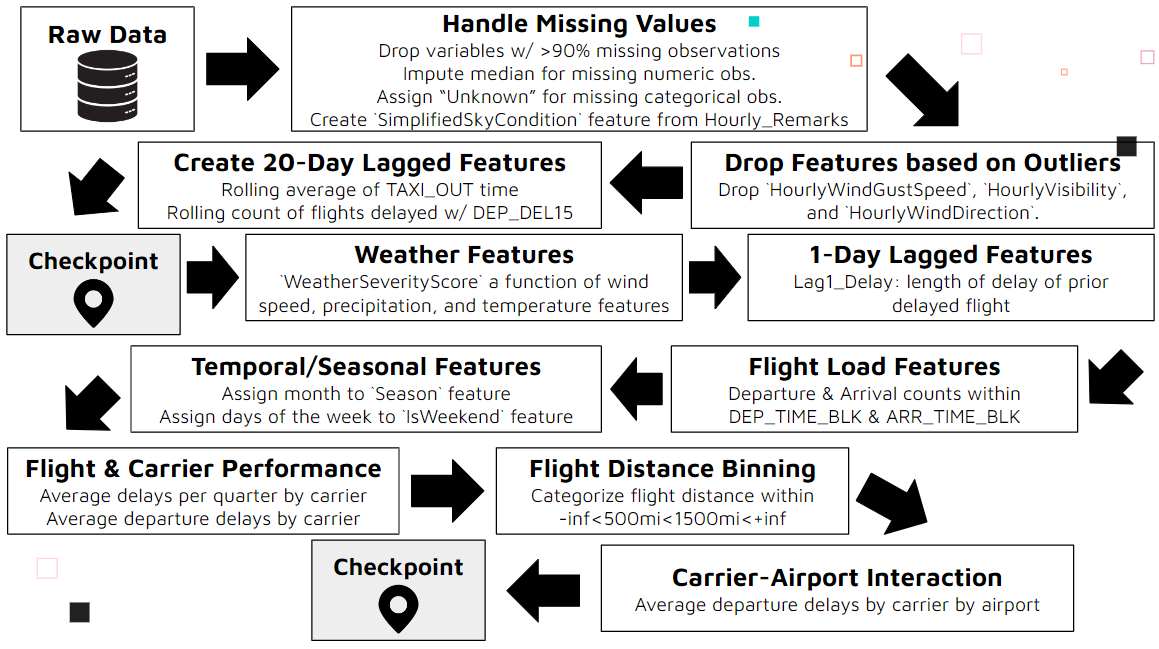 Raw Data
Handle Missing Values
Drop variables w/ >90% missing observations
Impute median for missing numeric obs.
Assign “Unknown” for missing categorical obs.
Create `SimplifiedSkyCondition` feature from Hourly_Remarks
Drop Features based on Outliers
Drop `HourlyWindGustSpeed`, `HourlyVisibility`,
and `HourlyWindDirection`.
Create 20-Day Lagged Features
Rolling average of TAXI_OUT time
Rolling count of flights delayed w/ DEP_DEL15
Checkpoint
Weather Features
`WeatherSeverityScore` a function of wind
speed, precipitation, and temperature features
1-Day Lagged Features
Lag1_Delay: length of delay of prior
delayed flight
Flight Load Features
Departure & Arrival counts within
DEP_TIME_BLK & ARR_TIME_BLK
Temporal/Seasonal Features
Assign month to `Season` feature
Assign days of the week to `IsWeekend` feature
Flight & Carrier Performance
Average delays per quarter by carrier
Average departure delays by carrier
Flight Distance Binning
Categorize flight distance within
-inf<500mi<1500mi<+inf
Carrier-Airport Interaction
Average departure delays by carrier by airport
Checkpoint